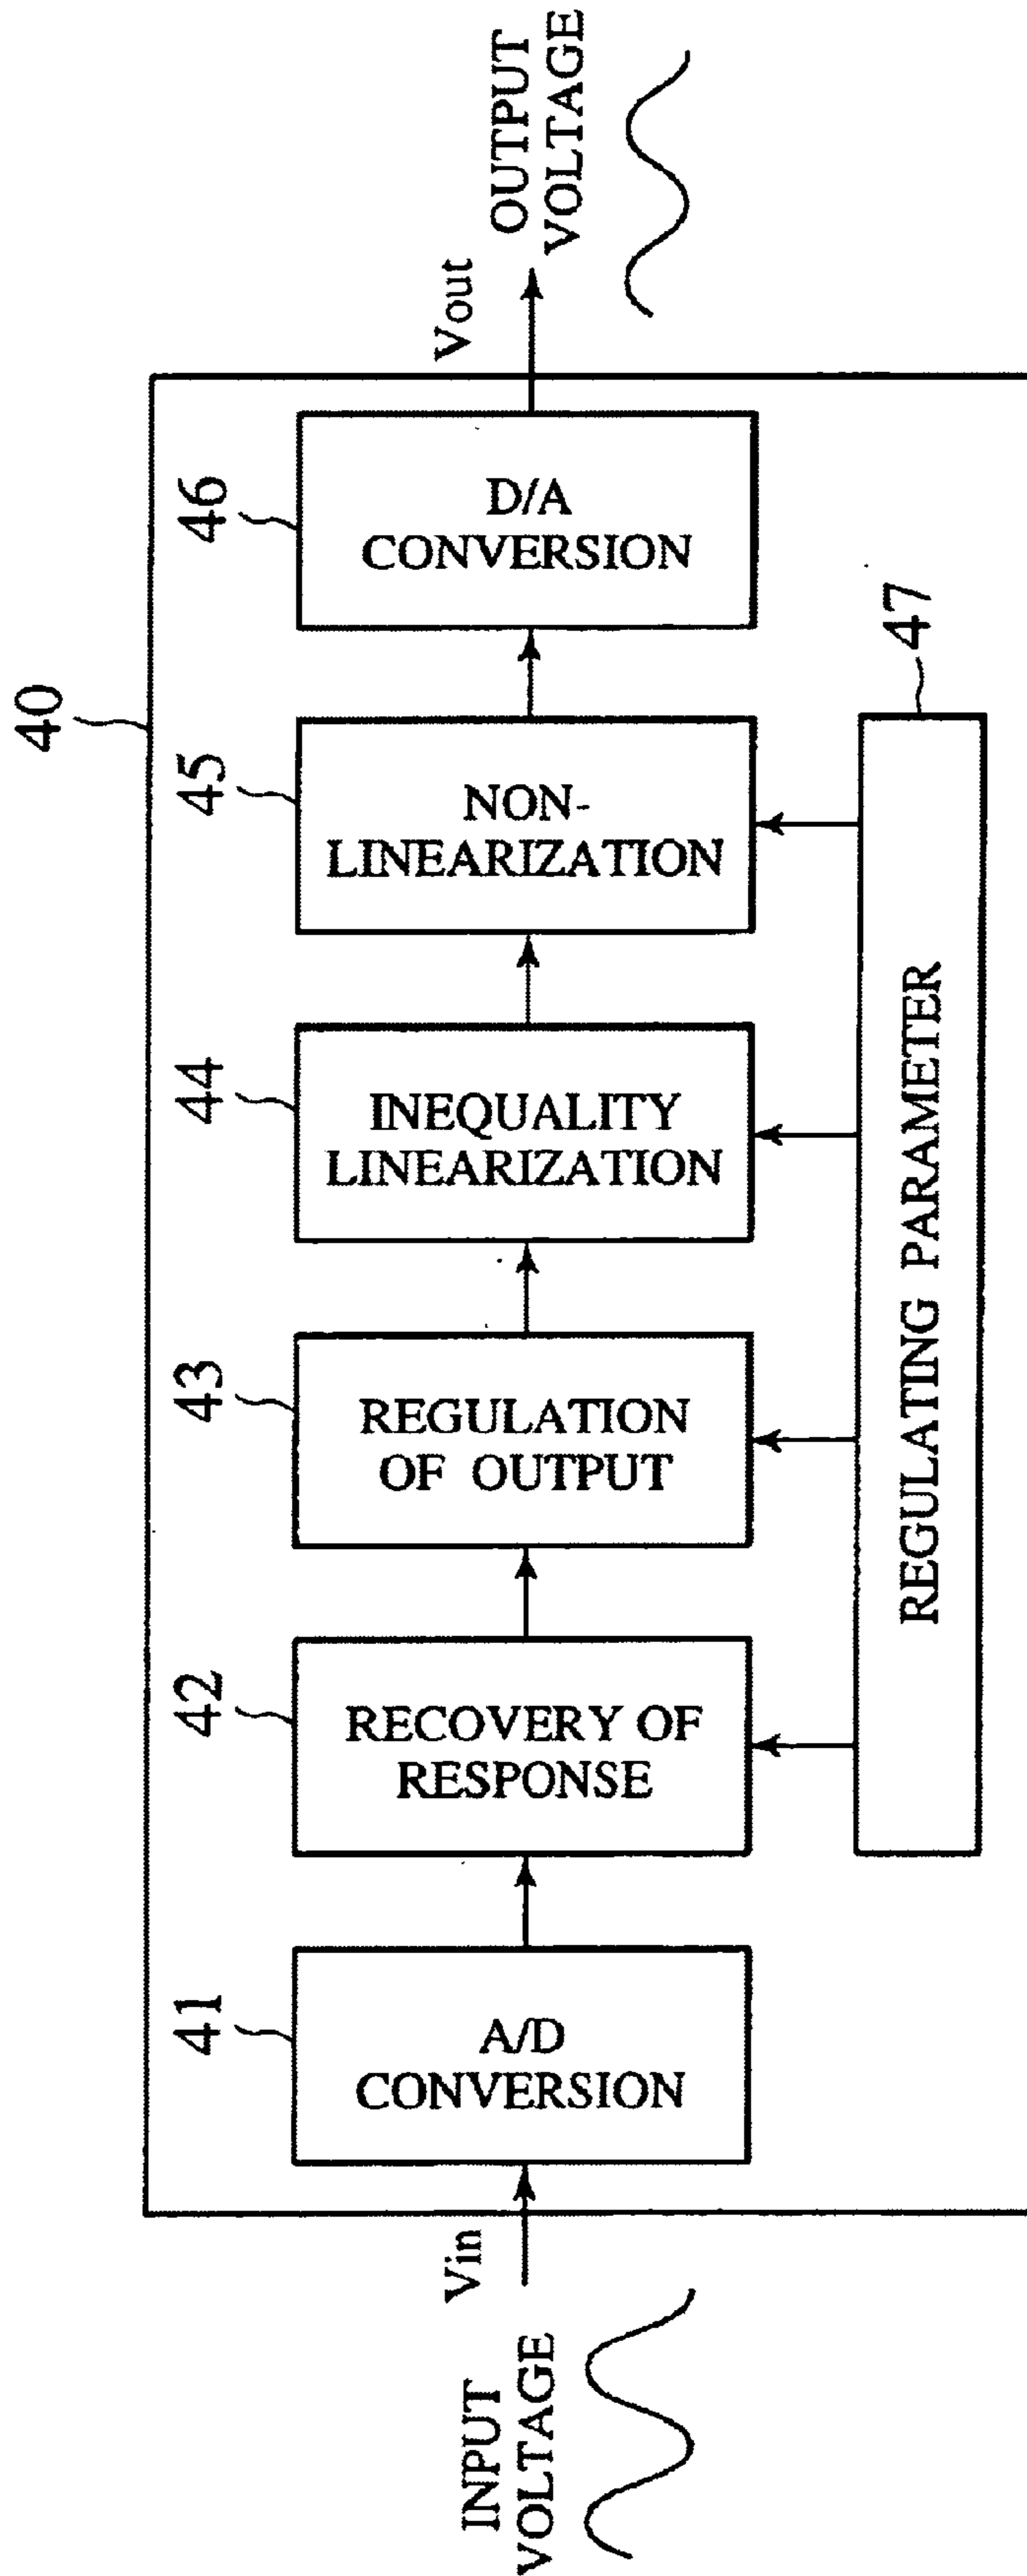 40
INPUT
VOLTAGE
Vin
41
A/D
CONVERSION
42
RECOVERY OF
RESPONSE
43
REGULATION
OF OUTPUT
44
INEQUALITY
LINEARIZATION
45
NON-
LINEARIZATION
46
D/A
CONVERSION
Vout
OUTPUT
VOLTAGE
REGULATING PARAMETER
47